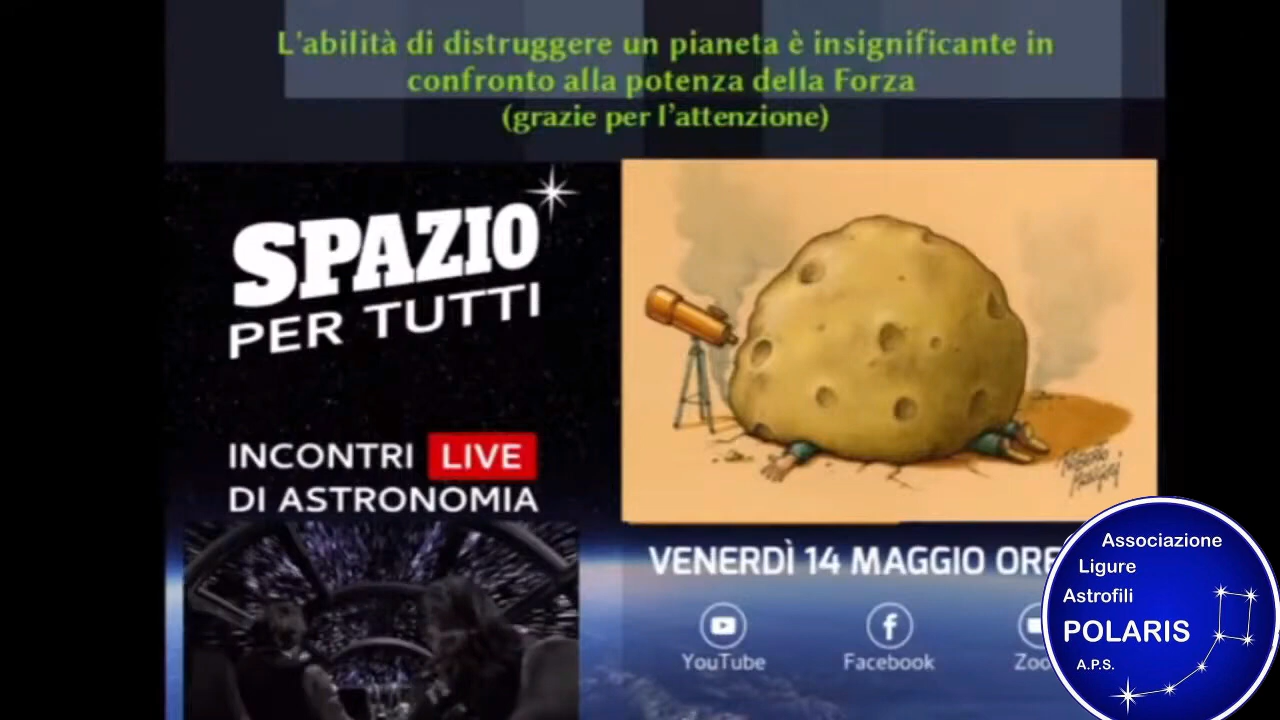 L'abilità di distruggere un pianeta è insignificante in
confronto alla potenza della Forza
(grazie per l'attenzione)
SPAZIO
PER TUTTI
INCONTRI LIVE
DI ASTRONOMIA
VENERDÌ 14 MAGGIO
YouTube
Facebook
Associazione
Ligure
Astrofili
POLARIS
A.P.S.